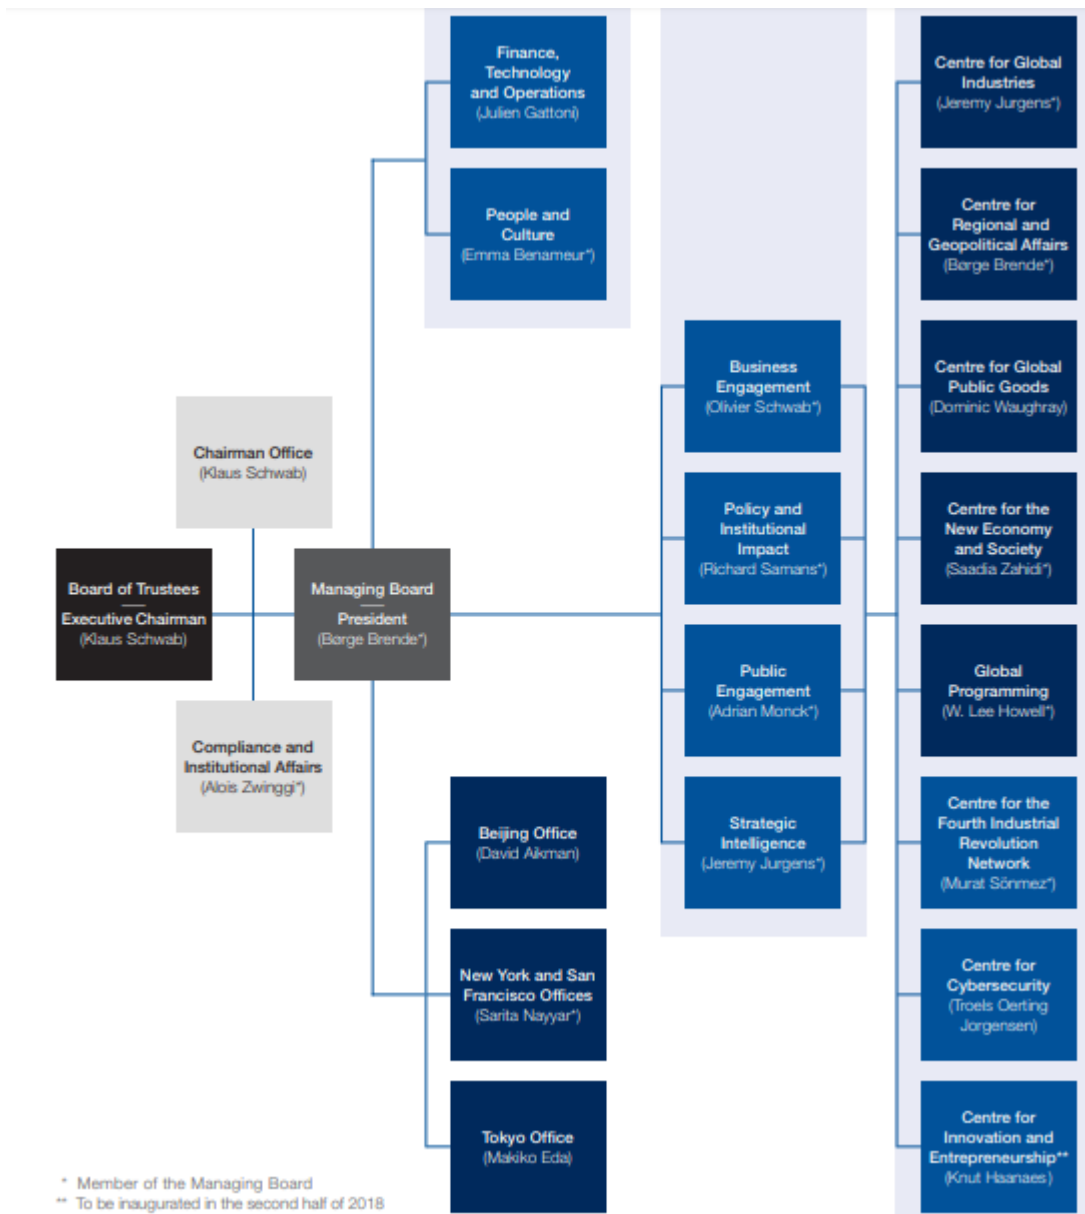 Finance,
Technology
and Operations
(Julien Gattoni)
People and
Culture
(Emma Benameur*)
Chairman Office
(Klaus Schwab)
Board of Trustees
Executive Chairman
(Klaus Schwab)
Managing Board
President
(Børge Brende*)
Compliance and
Institutional Affairs
(Alois Zwinggi*)
Beijing Office
(David Aikman)
New York and San
Francisco Offices
(Sarita Nayyar*)
Tokyo Office
(Makiko Eda)
Business
Engagement
(Olivier Schwab*)
Policy and
Institutional
Impact
(Richard Samans*)
Public
Engagement
(Adrian Monck*)
Strategic
Intelligence
(Jeremy Jurgens*)
Centre for Global
Industries
(Jeremy Jurgens*)
Centre for
Regional and
Geopolitical Affairs
(Børge Brende*)
Centre for Global
Public Goods
(Dominic Waughray)
Centre for the
New Economy
and Society
(Saadia Zahidi*)
Global
Programming
(W. Lee Howell*)
Centre for the
Fourth Industrial
Revolution
Network
(Murat Sönmez*)
Centre for
Cybersecurity
(Troels Oerting
Jorgensen)
Centre for
Innovation and
Entrepreneurship**
(Knut Haanaes)
* Member of the Managing Board
** To be inaugurated in the second half of 2018